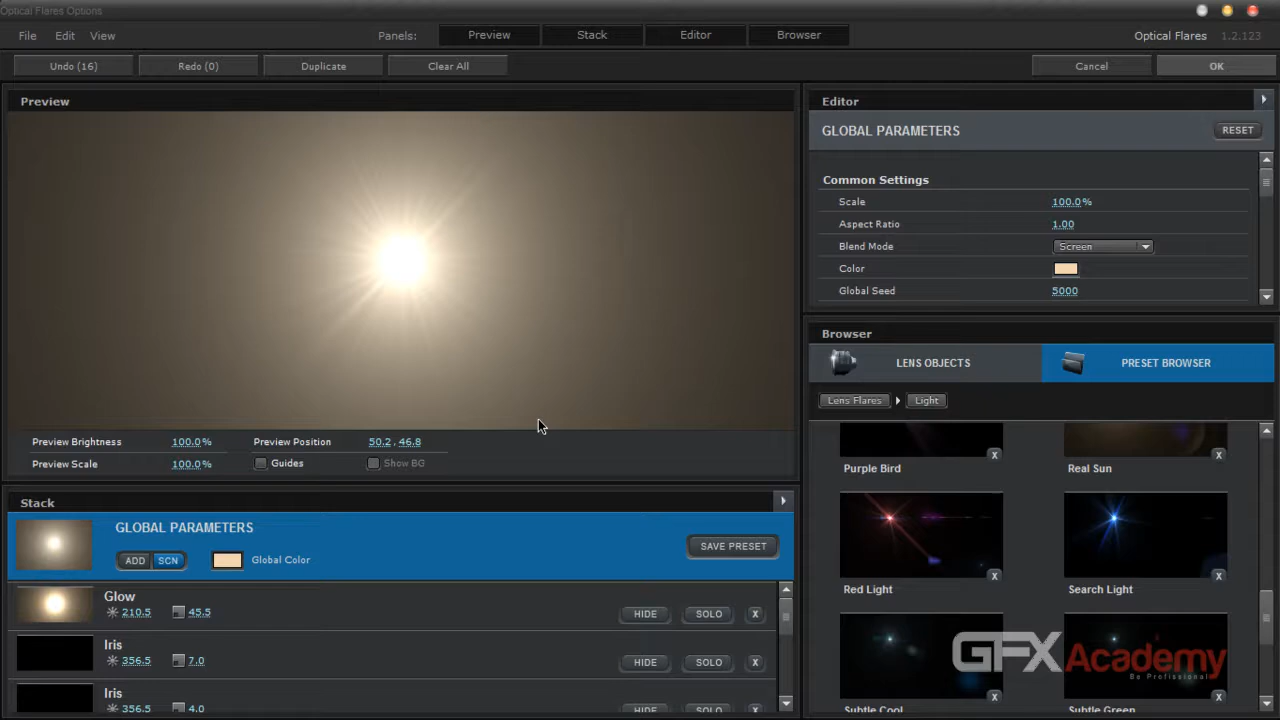 Optical Flares Options
File Edit View Panels: Preview Stack Editor Browser Optical Flares 1.2.123
Undo (16) Redo (0) Duplicate Clear All Cancel OK
Preview
Preview Brightness 100.0% Preview Position 50.2 , 46.8
Preview Scale 100.0% Guides Show BG
Stack
GLOBAL PARAMETERS
ADD SCN Global Color SAVE PRESET
Glow
210.5 45.5 HIDE SOLO X
Iris
356.5 7.0 HIDE SOLO X
Iris
356.5 4.0 HIDE SOLO X
Editor
GLOBAL PARAMETERS RESET
Common Settings
Scale 100.0%
Aspect Ratio 1.00
Blend Mode Screen
Color
Global Seed 5000
Browser
LENS OBJECTS PRESET BROWSER
Lens Flares Light
X X
Purple Bird Real Sun
X X
Red Light Search Light
X X
Subtle Cool Subtle Green
GFXAcademy
Be Professional